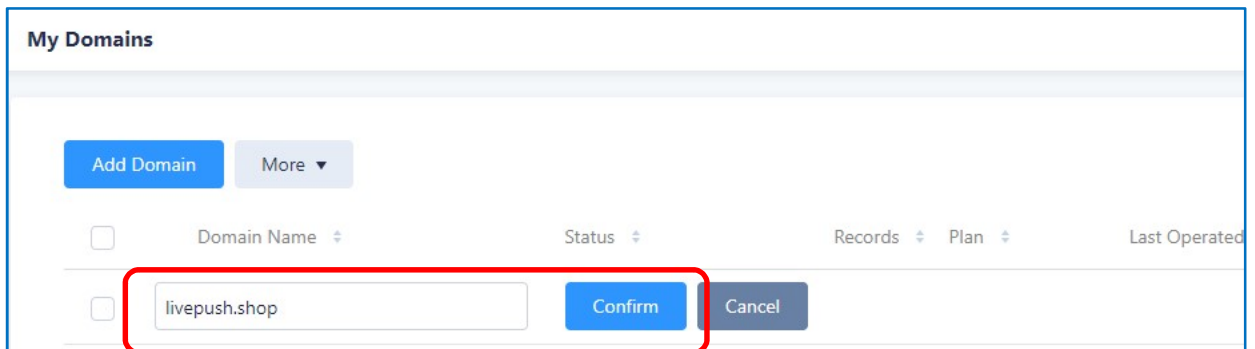 My Domains
Add Domain More ▼
Domain Name Status Records Plan Last Operated
livepush.shop Confirm Cancel